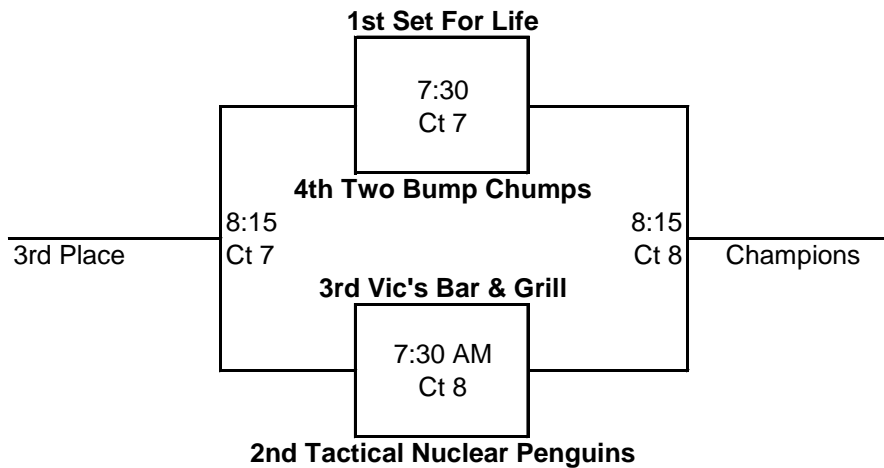 1st Set For Life
7:30
Ct 7
4th Two Bump Chumps
8:15
Ct 7
8:15
Ct 8
3rd Place
Champions
3rd Vic's Bar & Grill
7:30 AM
Ct 8
2nd Tactical Nuclear Penguins